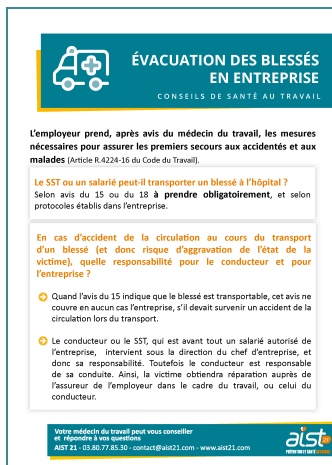 ÉVACUATION DES BLESSÉS
EN ENTREPRISE
CONSEILS DE SANTÉ AU TRAVAIL
L'employeur prend, après avis du médecin du travail, les mesures
nécessaires pour assurer les premiers secours aux accidentés et aux
malades (Article R.4224-16 du Code du Travail).
Le SST ou un salarié peut-il transporter un blessé à l'hôpital ?
Selon avis du 15 ou du 18 à prendre obligatoirement, et selon
protocoles établis dans l'entreprise.
En cas d'accident de la circulation au cours du transport
d'un blessé (et donc risque d'aggravation de l'état de la
victime), quelle responsabilité pour le conducteur et pour
l'entreprise ?
Quand l'avis du 15 indique que le blessé est transportable, cet avis ne
couvre en aucun cas l'entreprise, s'il devait survenir un accident de la
circulation lors du transport.
Le conducteur ou le SST, qui est avant tout un salarié autorisé de
l'entreprise, intervient sous la direction du chef d'entreprise, et
donc sa responsabilité. Toutefois le conducteur est responsable
de sa conduite. Ainsi, la victime obtiendra réparation auprès de
l'assureur de l'employeur dans le cadre du travail, ou celui du
conducteur.
Votre médecin du travail peut vous conseiller
et répondre à vos questions
AIST 21 - 03.80.77.85.30 - contact@aist21.com - www.aist21.com
aist 21
PRÉVENTION ET SANTÉ AU TRAVAIL